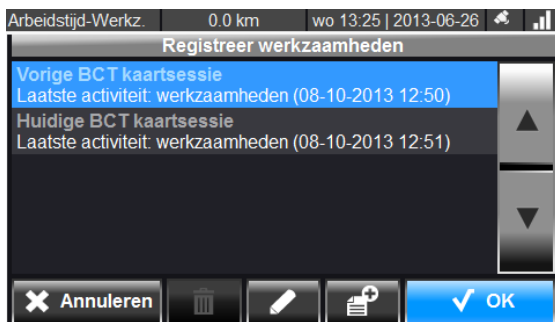 Arbeidstijd-Werkz. 0.0 km wo 13:25 | 2013-06-26
Registreer werkzaamheden
Vorige BCT kaartsessie
Laatste activiteit: werkzaamheden (08-10-2013 12:50)
Huidige BCT kaartsessie
Laatste activiteit: werkzaamheden (08-10-2013 12:51)
Annuleren OK